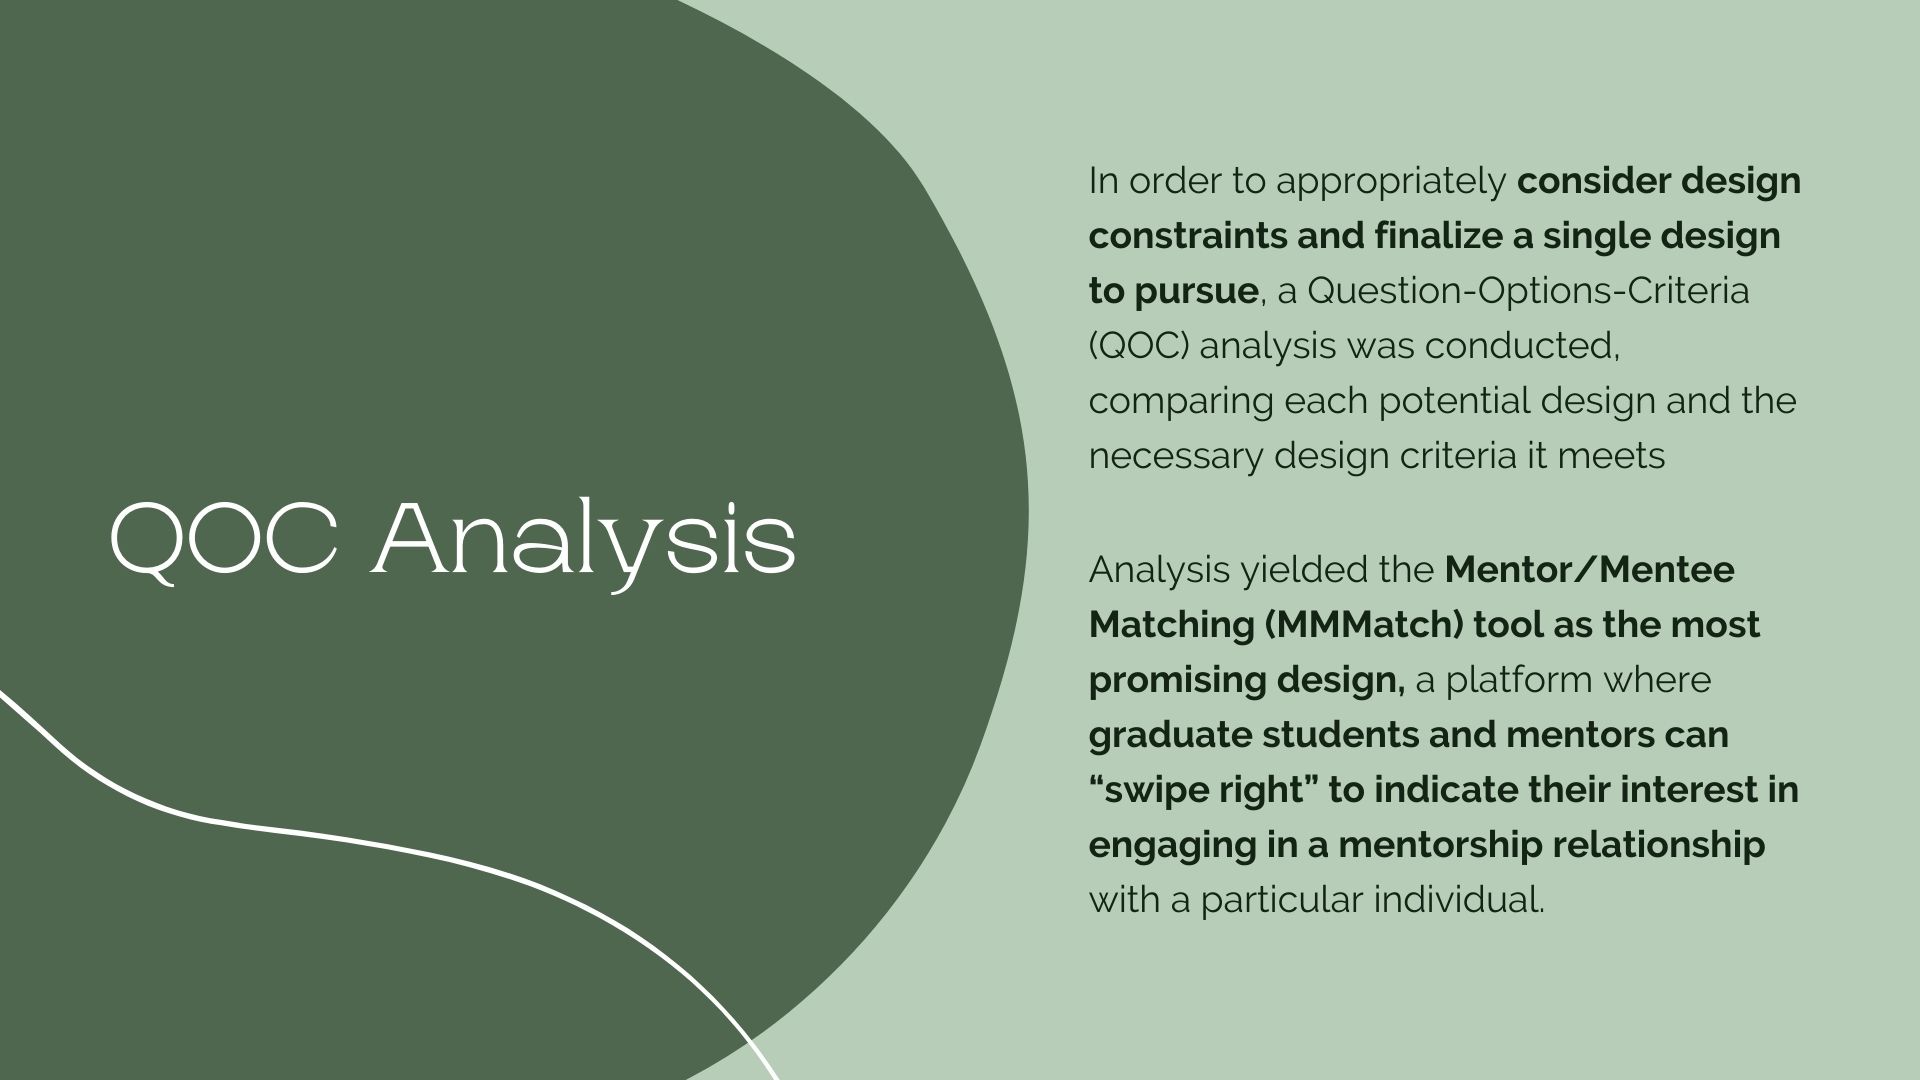 QOC Analysis
In order to appropriately consider design
constraints and finalize a single design
to pursue, a Question-Options-Criteria
(QOC) analysis was conducted,
comparing each potential design and the
necessary design criteria it meets
Analysis yielded the Mentor/Mentee
Matching (MMMatch) tool as the most
promising design, a platform where
graduate students and mentors can
“swipe right” to indicate their interest in
engaging in a mentorship relationship
with a particular individual.